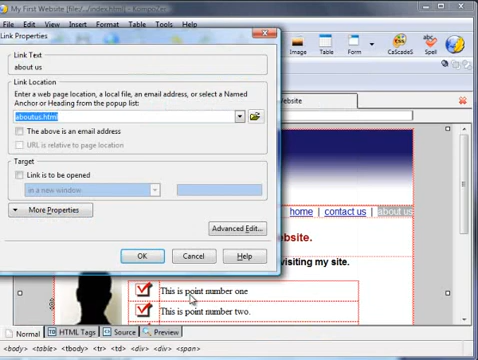 My First Website [file:///.../index.html] - KompoZer
File Edit View Insert Format Table Tools Help
Link Properties
Image Table Form CaScadeS Spell
Link Text
about us
Link Location
Enter a web page location, a local file, an email address, or select a Named
Anchor or Heading from the popup list:
aboutus.html
The above is an email address
URL is relative to page location
Target
Link is to be opened
in a new window
More Properties
Advanced Edit...
OK Cancel Help
ebsite
home | contact us | about us
bsite.
visiting my site.
This is point number one
This is point number two.
Normal HTML Tags Source Preview
<body> <table> <tbody> <tr> <td> <div> <div> <span>